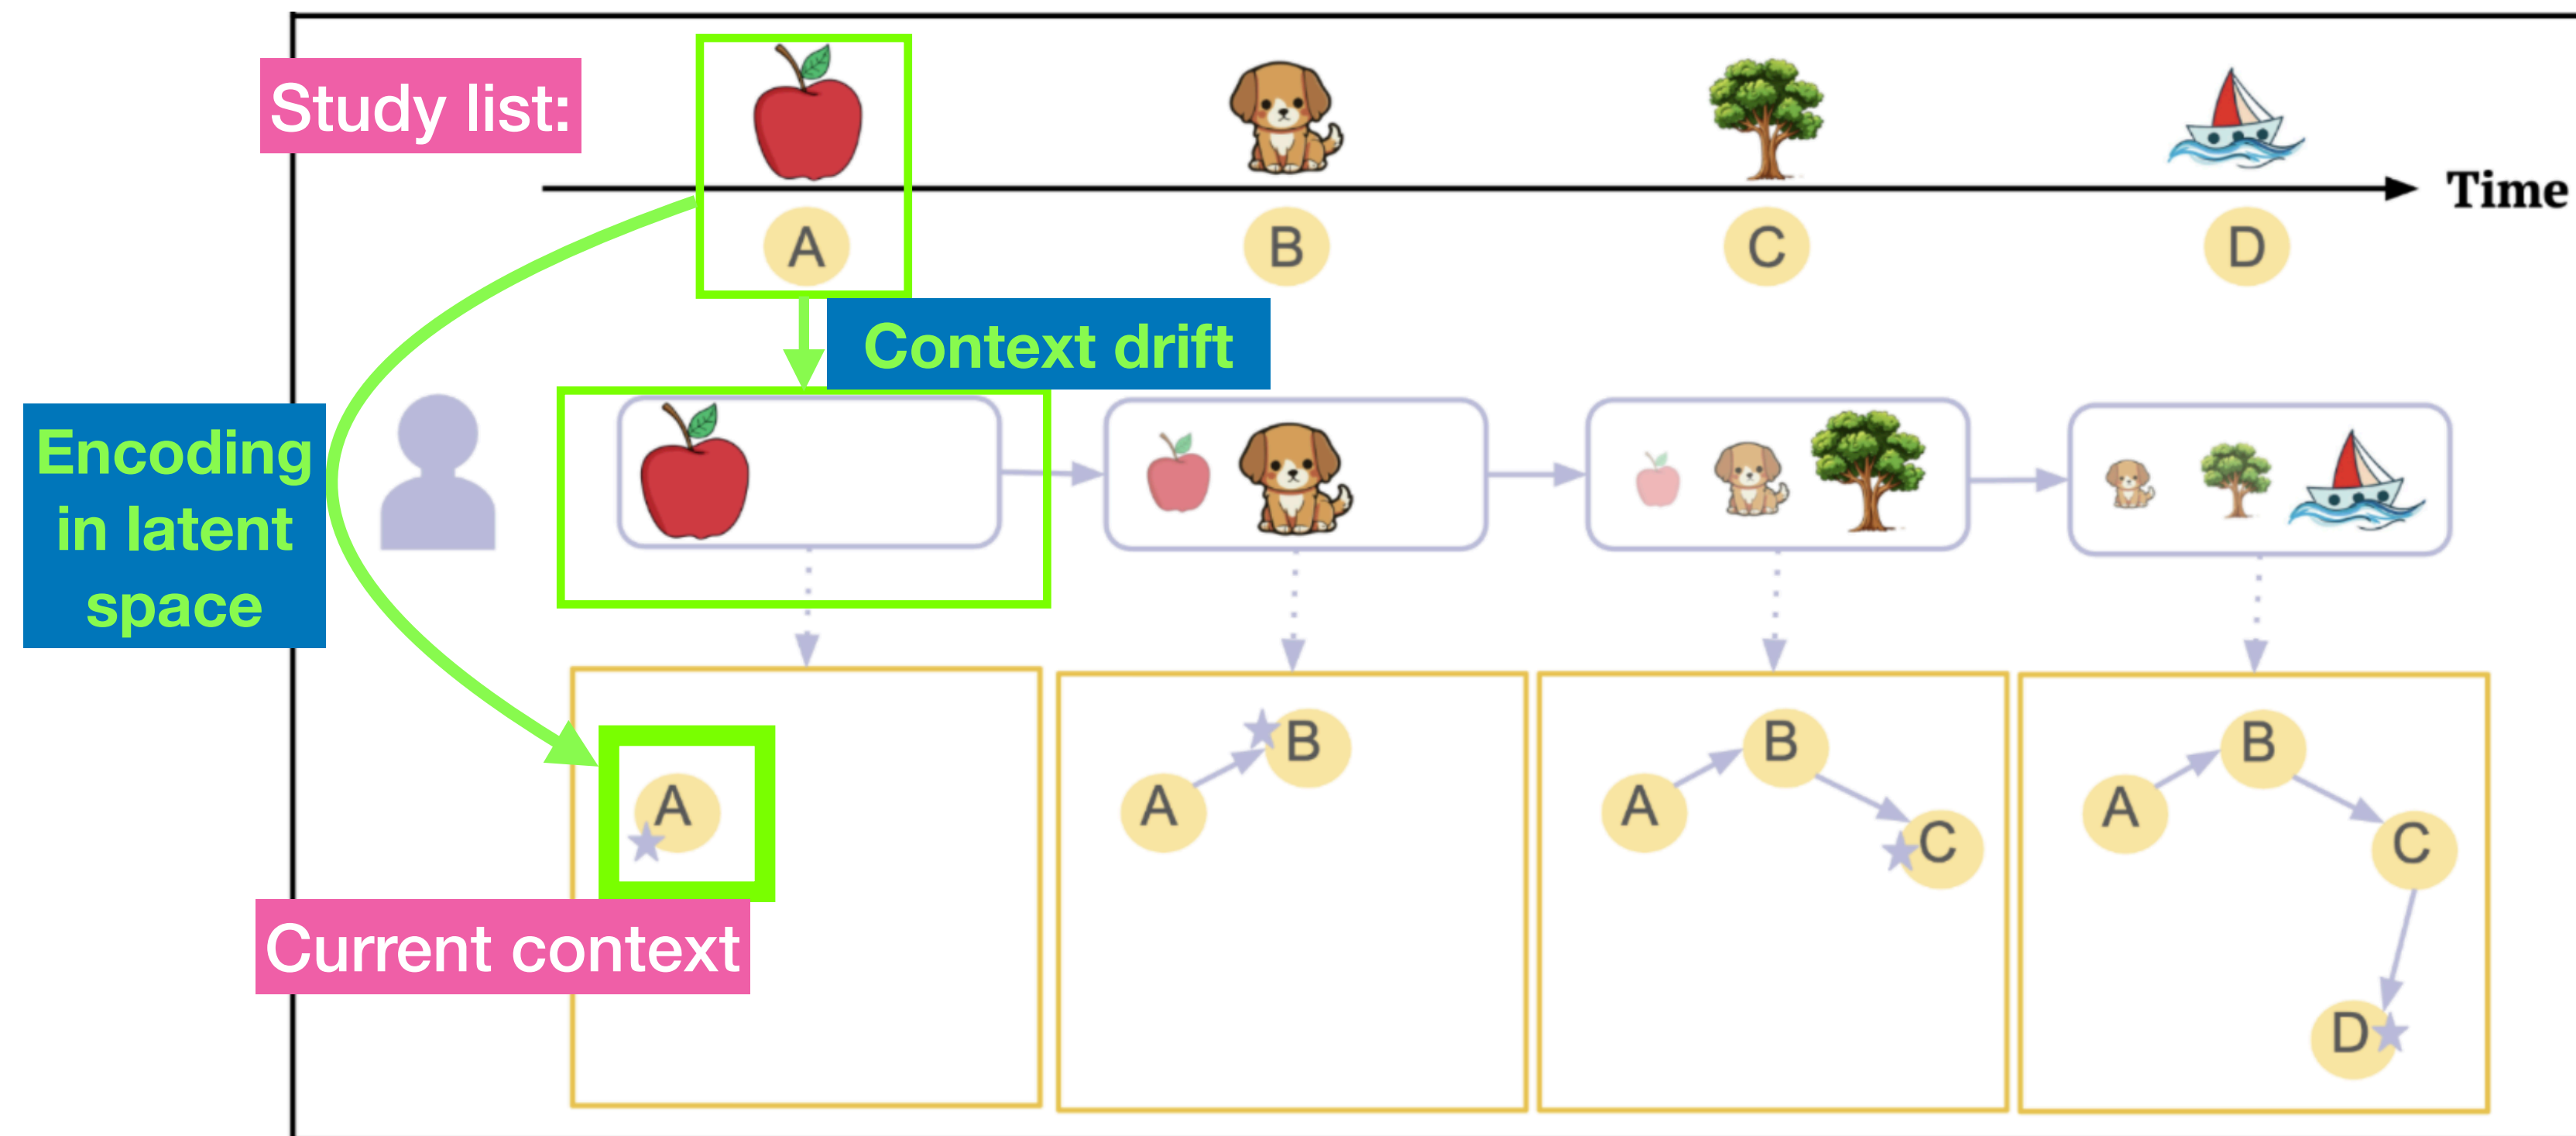 Study list:
Time
A
B
C
D
Context drift
Encoding
in latent
space
A
A
B
A
B
C
A
B
C
D
Current context